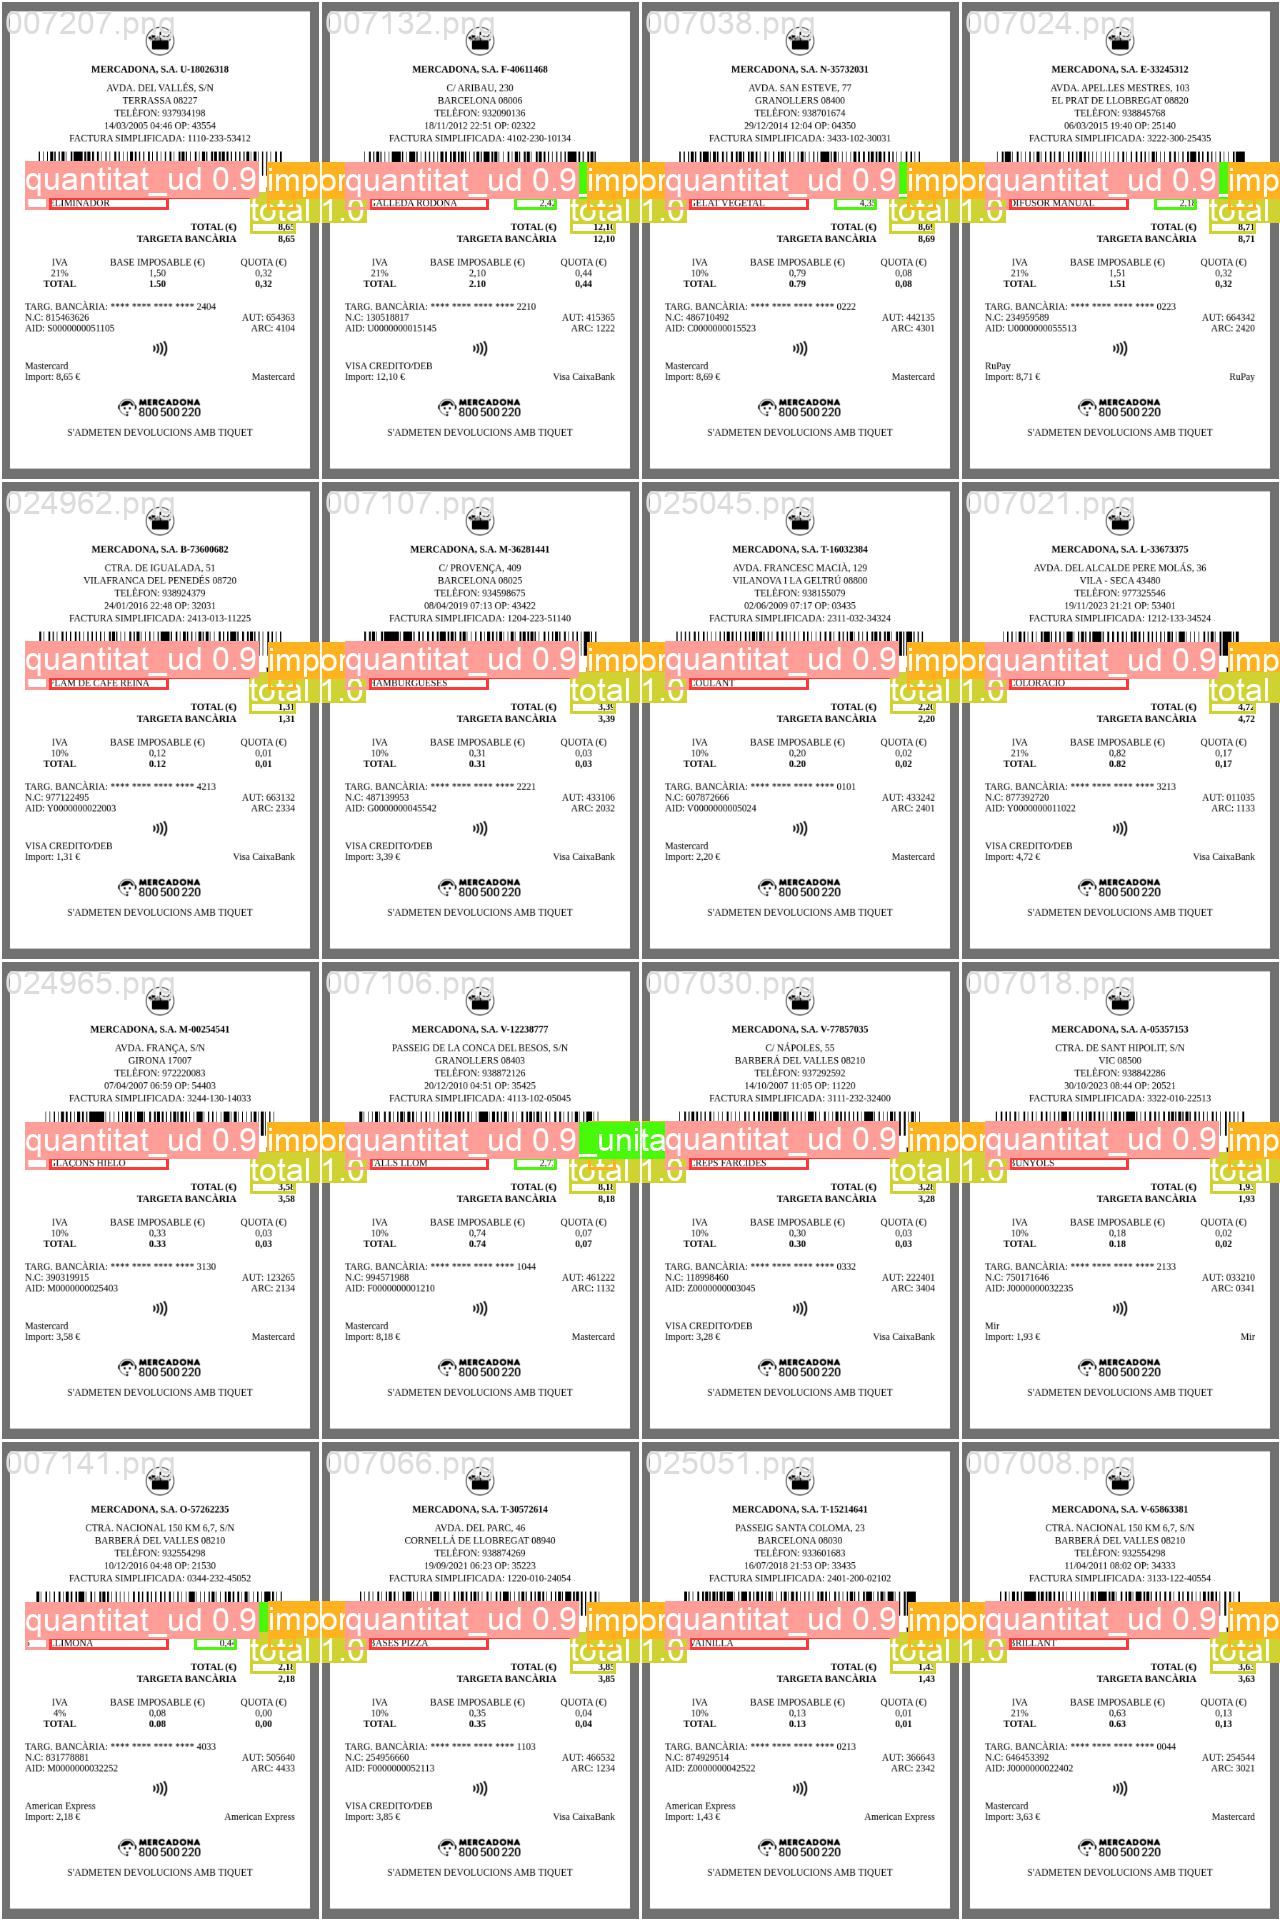 007207.png
MERCADONA, S.A. U-18026318
AVDA. DEL VALLÉS, S/N
TERRASSA 08227
TELÈFON: 937934198
14/03/2005 04:46 OP: 43554
FACTURA SIMPLIFICADA: 1110-233-53412
quantitat_ud 0.9
impor
ELIMINADOR
total 1.0
TOTAL (€) 8,65
TARGETA BANCÀRIA 8,65
IVA BASE IMPOSABLE (€) QUOTA (€)
21% 1,50 0,32
TOTAL 1.50 0,32
TARG. BANCÀRIA: **** **** **** **** 2404
N.C: 815463626 AUT: 654363
AID: S0000000051105 ARC: 4104
Mastercard
Import: 8,65 € Mastercard
MERCADONA
800 500 220
S'ADMETEN DEVOLUCIONS AMB TIQUET
007132.png
MERCADONA, S.A. F-40611468
C/ ARIBAU, 230
BARCELONA 08006
TELÈFON: 932090136
18/11/2012 22:51 OP: 02322
FACTURA SIMPLIFICADA: 4102-230-10134
quantitat_ud 0.9
impor
GALLEDA RODONA 2,42
total 1.0
TOTAL (€) 12,10
TARGETA BANCÀRIA 12,10
IVA BASE IMPOSABLE (€) QUOTA (€)
21% 2,10 0,44
TOTAL 2.10 0,44
TARG. BANCÀRIA: **** **** **** **** 2210
N.C: 130518817 AUT: 415365
AID: U0000000015145 ARC: 1222
VISA CREDITO/DEB
Import: 12,10 € Visa CaixaBank
MERCADONA
800 500 220
S'ADMETEN DEVOLUCIONS AMB TIQUET
007038.png
MERCADONA, S.A. N-35732031
AVDA. SAN ESTEVE, 77
GRANOLLERS 08400
TELÈFON: 938701674
29/12/2014 12:04 OP: 04350
FACTURA SIMPLIFICADA: 3433-102-30031
quantitat_ud 0.9
impor
GELAT VEGETAL 4,35
total 1.0
TOTAL (€) 8,69
TARGETA BANCÀRIA 8,69
IVA BASE IMPOSABLE (€) QUOTA (€)
10% 0,79 0,08
TOTAL 0.79 0,08
TARG. BANCÀRIA: **** **** **** **** 0222
N.C: 486710492 AUT: 442135
AID: C0000000015523 ARC: 4301
Mastercard
Import: 8,69 € Mastercard
MERCADONA
800 500 220
S'ADMETEN DEVOLUCIONS AMB TIQUET
007024.png
MERCADONA, S.A. E-33245312
AVDA. APEL.LES MESTRES, 103
EL PRAT DE LLOBREGAT 08820
TELÈFON: 938845768
06/03/2015 19:40 OP: 25140
FACTURA SIMPLIFICADA: 3222-300-25435
quantitat_ud 0.9
imp
DIFUSOR MANUAL 2,18
total
TOTAL (€) 8,71
TARGETA BANCÀRIA 8,71
IVA BASE IMPOSABLE (€) QUOTA (€)
21% 1,51 0,32
TOTAL 1.51 0,32
TARG. BANCÀRIA: **** **** **** **** 0223
N.C: 234959589 AUT: 664342
AID: U0000000055513 ARC: 2420
RuPay
Import: 8,71 € RuPay
MERCADONA
800 500 220
S'ADMETEN DEVOLUCIONS AMB TIQUET
024962.png
MERCADONA, S.A. B-73600682
CTRA. DE IGUALADA, 51
VILAFRANCA DEL PENEDÉS 08720
TELÈFON: 938924379
24/01/2016 22:48 OP: 32031
FACTURA SIMPLIFICADA: 2413-013-11225
quantitat_ud 0.9
impor
FLAM DE CAFE REINA
total 1.0
TOTAL (€) 1,31
TARGETA BANCÀRIA 1,31
IVA BASE IMPOSABLE (€) QUOTA (€)
10% 0,12 0,01
TOTAL 0.12 0,01
TARG. BANCÀRIA: **** **** **** **** 4213
N.C: 977122495 AUT: 663132
AID: Y0000000022003 ARC: 2334
VISA CREDITO/DEB
Import: 1,31 € Visa CaixaBank
MERCADONA
800 500 220
S'ADMETEN DEVOLUCIONS AMB TIQUET
007107.png
MERCADONA, S.A. M-36281441
C/ PROVENÇA, 409
BARCELONA 08025
TELÈFON: 934598675
08/04/2019 07:13 OP: 43422
FACTURA SIMPLIFICADA: 1204-223-51140
quantitat_ud 0.9
impor
HAMBURGUESES
total 1.0
TOTAL (€) 3,39
TARGETA BANCÀRIA 3,39
IVA BASE IMPOSABLE (€) QUOTA (€)
10% 0,31 0,03
TOTAL 0.31 0,03
TARG. BANCÀRIA: **** **** **** **** 2221
N.C: 487139953 AUT: 433106
AID: G0000000045542 ARC: 2032
VISA CREDITO/DEB
Import: 3,39 € Visa CaixaBank
MERCADONA
800 500 220
S'ADMETEN DEVOLUCIONS AMB TIQUET
025045.png
MERCADONA, S.A. T-16032384
AVDA. FRANCESC MACIÀ, 129
VILANOVA I LA GELTRÚ 08800
TELÈFON: 938155079
02/06/2009 07:17 OP: 03435
FACTURA SIMPLIFICADA: 2311-032-34324
quantitat_ud 0.9
impor
COULANT
total 1.0
TOTAL (€) 2,20
TARGETA BANCÀRIA 2,20
IVA BASE IMPOSABLE (€) QUOTA (€)
10% 0,20 0,02
TOTAL 0.20 0,02
TARG. BANCÀRIA: **** **** **** **** 0101
N.C: 607872666 AUT: 433242
AID: V0000000005024 ARC: 2401
Mastercard
Import: 2,20 € Mastercard
MERCADONA
800 500 220
S'ADMETEN DEVOLUCIONS AMB TIQUET
007021.png
MERCADONA, S.A. L-33673375
AVDA. DEL ALCALDE PERE MOLÁS, 36
VILA - SECA 43480
TELÈFON: 977325546
19/11/2023 21:21 OP: 53401
FACTURA SIMPLIFICADA: 1212-133-34524
quantitat_ud 0.9
imp
COLORACIO
total
TOTAL (€) 4,72
TARGETA BANCÀRIA 4,72
IVA BASE IMPOSABLE (€) QUOTA (€)
21% 0,82 0,17
TOTAL 0.82 0,17
TARG. BANCÀRIA: **** **** **** **** 3213
N.C: 877392720 AUT: 011035
AID: Y0000000011022 ARC: 1133
VISA CREDITO/DEB
Import: 4,72 € Visa CaixaBank
MERCADONA
800 500 220
S'ADMETEN DEVOLUCIONS AMB TIQUET
024965.png
MERCADONA, S.A. M-00254541
AVDA. FRANÇA, S/N
GIRONA 17007
TELÈFON: 972220083
07/04/2007 06:59 OP: 54403
FACTURA SIMPLIFICADA: 3244-130-14033
quantitat_ud 0.9
impor
GLAÇONS HIELO
total 1.0
TOTAL (€) 3,58
TARGETA BANCÀRIA 3,58
IVA BASE IMPOSABLE (€) QUOTA (€)
10% 0,33 0,03
TOTAL 0.33 0,03
TARG. BANCÀRIA: **** **** **** **** 3130
N.C: 390319915 AUT: 123265
AID: M0000000025403 ARC: 2134
Mastercard
Import: 3,58 € Mastercard
MERCADONA
800 500 220
S'ADMETEN DEVOLUCIONS AMB TIQUET
007106.png
MERCADONA, S.A. V-12238777
PASSEIG DE LA CONCA DEL BESOS, S/N
GRANOLLERS 08403
TELÈFON: 938872126
20/12/2010 04:51 OP: 35425
FACTURA SIMPLIFICADA: 4113-102-05045
quantitat_ud 0.9
_unita
TALLS LLOM 2,73
total 1.0
TOTAL (€) 8,18
TARGETA BANCÀRIA 8,18
IVA BASE IMPOSABLE (€) QUOTA (€)
10% 0,74 0,07
TOTAL 0.74 0,07
TARG. BANCÀRIA: **** **** **** **** 1044
N.C: 994571988 AUT: 461222
AID: F0000000001210 ARC: 1132
Mastercard
Import: 8,18 € Mastercard
MERCADONA
800 500 220
S'ADMETEN DEVOLUCIONS AMB TIQUET
007030.png
MERCADONA, S.A. V-77857035
C/ NÁPOLES, 55
BARBERÁ DEL VALLES 08210
TELÈFON: 937292592
14/10/2007 11:05 OP: 11220
FACTURA SIMPLIFICADA: 3111-232-32400
quantitat_ud 0.9
impor
CREPS FARCIDES
total 1.0
TOTAL (€) 3,28
TARGETA BANCÀRIA 3,28
IVA BASE IMPOSABLE (€) QUOTA (€)
10% 0,30 0,03
TOTAL 0.30 0,03
TARG. BANCÀRIA: **** **** **** **** 0332
N.C: 118998460 AUT: 222401
AID: Z0000000003045 ARC: 3404
VISA CREDITO/DEB
Import: 3,28 € Visa CaixaBank
MERCADONA
800 500 220
S'ADMETEN DEVOLUCIONS AMB TIQUET
007018.png
MERCADONA, S.A. A-05357153
CTRA. DE SANT HIPOLIT, S/N
VIC 08500
TELÈFON: 938842286
30/10/2023 08:44 OP: 20521
FACTURA SIMPLIFICADA: 3322-010-22513
quantitat_ud 0.9
imp
BUNYOLS
total
TOTAL (€) 1,93
TARGETA BANCÀRIA 1,93
IVA BASE IMPOSABLE (€) QUOTA (€)
10% 0,18 0,02
TOTAL 0.18 0,02
TARG. BANCÀRIA: **** **** **** **** 2133
N.C: 750171646 AUT: 033210
AID: J0000000032235 ARC: 0341
Mir
Import: 1,93 € Mir
MERCADONA
800 500 220
S'ADMETEN DEVOLUCIONS AMB TIQUET
007141.png
MERCADONA, S.A. O-57262235
CTRA. NACIONAL 150 KM 6,7, S/N
BARBERÁ DEL VALLES 08210
TELÈFON: 932554298
10/12/2016 04:48 OP: 21530
FACTURA SIMPLIFICADA: 0344-232-45052
quantitat_ud 0.9
impor
LLIMONA 0,44
total 1.0
TOTAL (€) 2,18
TARGETA BANCÀRIA 2,18
IVA BASE IMPOSABLE (€) QUOTA (€)
4% 0,08 0,00
TOTAL 0.08 0,00
TARG. BANCÀRIA: **** **** **** **** 4033
N.C: 831778881 AUT: 505640
AID: M0000000032252 ARC: 4433
American Express
Import: 2,18 € American Express
MERCADONA
800 500 220
S'ADMETEN DEVOLUCIONS AMB TIQUET
007066.png
MERCADONA, S.A. T-30572614
AVDA. DEL PARC, 46
CORNELLÁ DE LLOBREGAT 08940
TELÈFON: 938874269
19/09/2021 06:23 OP: 35223
FACTURA SIMPLIFICADA: 1220-010-24054
quantitat_ud 0.9
impor
BASES PIZZA
total 1.0
TOTAL (€) 3,85
TARGETA BANCÀRIA 3,85
IVA BASE IMPOSABLE (€) QUOTA (€)
10% 0,35 0,04
TOTAL 0.35 0,04
TARG. BANCÀRIA: **** **** **** **** 1103
N.C: 254956660 AUT: 466532
AID: F0000000052113 ARC: 1234
VISA CREDITO/DEB
Import: 3,85 € Visa CaixaBank
MERCADONA
800 500 220
S'ADMETEN DEVOLUCIONS AMB TIQUET
025051.png
MERCADONA, S.A. T-15214641
PASSEIG SANTA COLOMA, 23
BARCELONA 08030
TELÈFON: 933601683
16/07/2018 21:53 OP: 33435
FACTURA SIMPLIFICADA: 2401-200-02102
quantitat_ud 0.9
impor
VAINILLA
total 1.0
TOTAL (€) 1,43
TARGETA BANCÀRIA 1,43
IVA BASE IMPOSABLE (€) QUOTA (€)
10% 0,13 0,01
TOTAL 0.13 0,01
TARG. BANCÀRIA: **** **** **** **** 0213
N.C: 874929514 AUT: 366643
AID: Z0000000042522 ARC: 2342
American Express
Import: 1,43 € American Express
MERCADONA
800 500 220
S'ADMETEN DEVOLUCIONS AMB TIQUET
007008.png
MERCADONA, S.A. V-65863381
CTRA. NACIONAL 150 KM 6,7, S/N
BARBERÁ DEL VALLES 08210
TELÈFON: 932554298
11/04/2011 08:02 OP: 34333
FACTURA SIMPLIFICADA: 3133-122-40554
quantitat_ud 0.9
imp
BRILLANT
total
TOTAL (€) 3,63
TARGETA BANCÀRIA 3,63
IVA BASE IMPOSABLE (€) QUOTA (€)
21% 0,63 0,13
TOTAL 0.63 0,13
TARG. BANCÀRIA: **** **** **** **** 0044
N.C: 646453392 AUT: 254544
AID: J0000000022402 ARC: 3021
Mastercard
Import: 3,63 € Mastercard
MERCADONA
800 500 220
S'ADMETEN DEVOLUCIONS AMB TIQUET